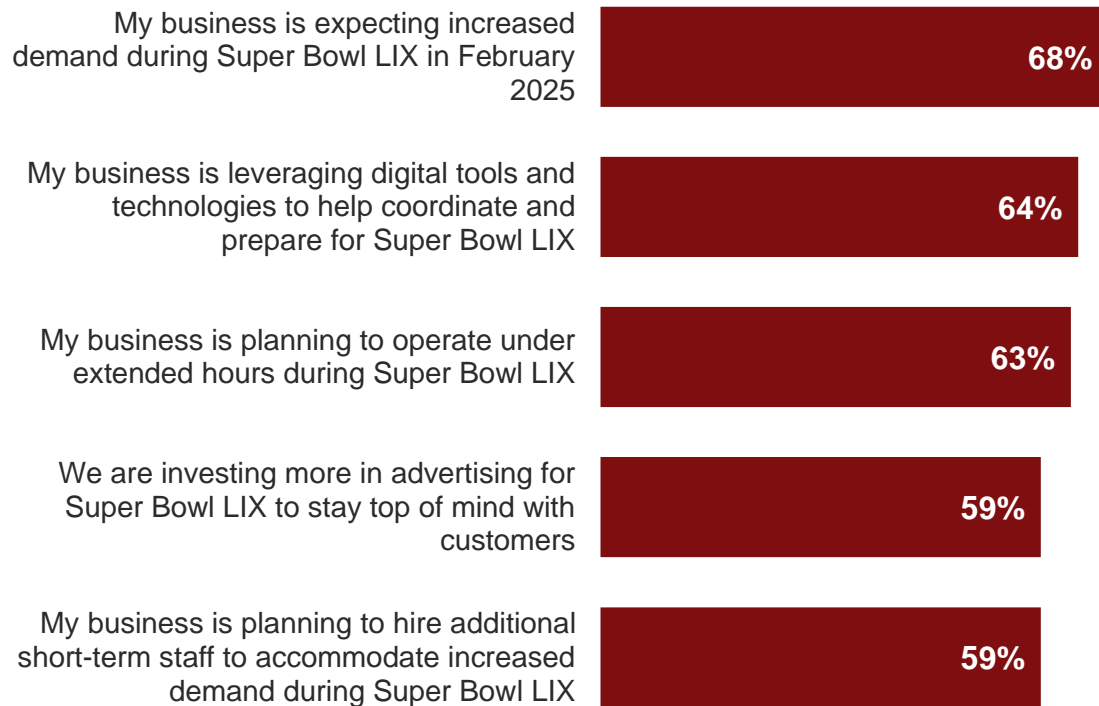 My business is expecting increased
demand during Super Bowl LIX in February
2025
68%
My business is leveraging digital tools and
technologies to help coordinate and
prepare for Super Bowl LIX
64%
My business is planning to operate under
extended hours during Super Bowl LIX
63%
We are investing more in advertising for
Super Bowl LIX to stay top of mind with
customers
59%
My business is planning to hire additional
short-term staff to accommodate increased
demand during Super Bowl LIX
59%